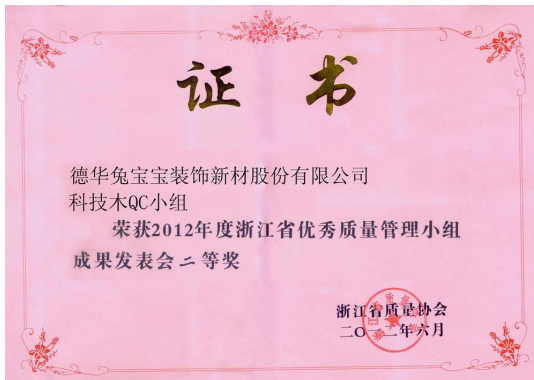 证 书
德华兔宝宝装饰新材股份有限公司
科技木QC小组
荣获2012年度浙江省优秀质量管理小组
成果发表会二等奖
浙江省质量协会
二〇一二年六月